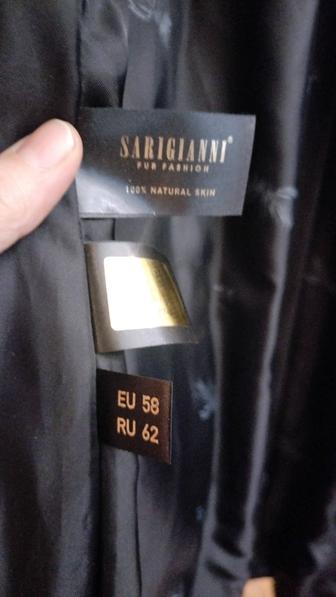 SARIGIANNI®
FUR FASHION
100% NATURAL SKIN
EU 58
RU 62